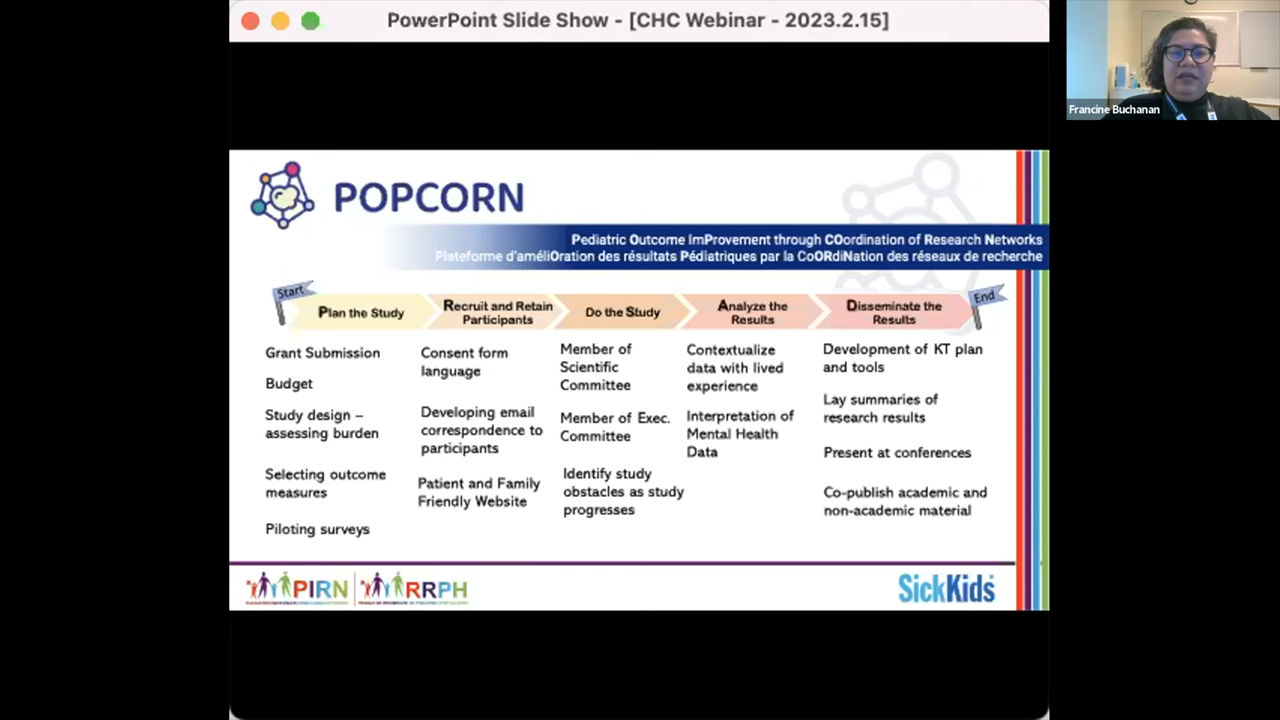 PowerPoint Slide Show - [CHC Webinar - 2023.2.15]
Francine Buchanan
POPCORN
Pediatric Outcome ImProvement through COordination of Research Networks
Plateforme d'améliOration des résultats Pédiatriques par la CoORdiNation des réseaux de recherche
Start
End
Plan the Study
Grant Submission
Budget
Study design –
assessing burden
Selecting outcome
measures
Piloting surveys
Recruit and Retain
Participants
Consent form
language
Developing email
correspondence to
participants
Patient and Family
Friendly Website
Do the Study
Member of
Scientific
Committee
Member of Exec.
Committee
Identify study
obstacles as study
progresses
Analyze the
Results
Contextualize
data with lived
experience
Interpretation of
Mental Health
Data
Disseminate the
Results
Development of KT plan
and tools
Lay summaries of
research results
Present at conferences
Co-publish academic and
non-academic material
PIRN
RRPH
SickKids